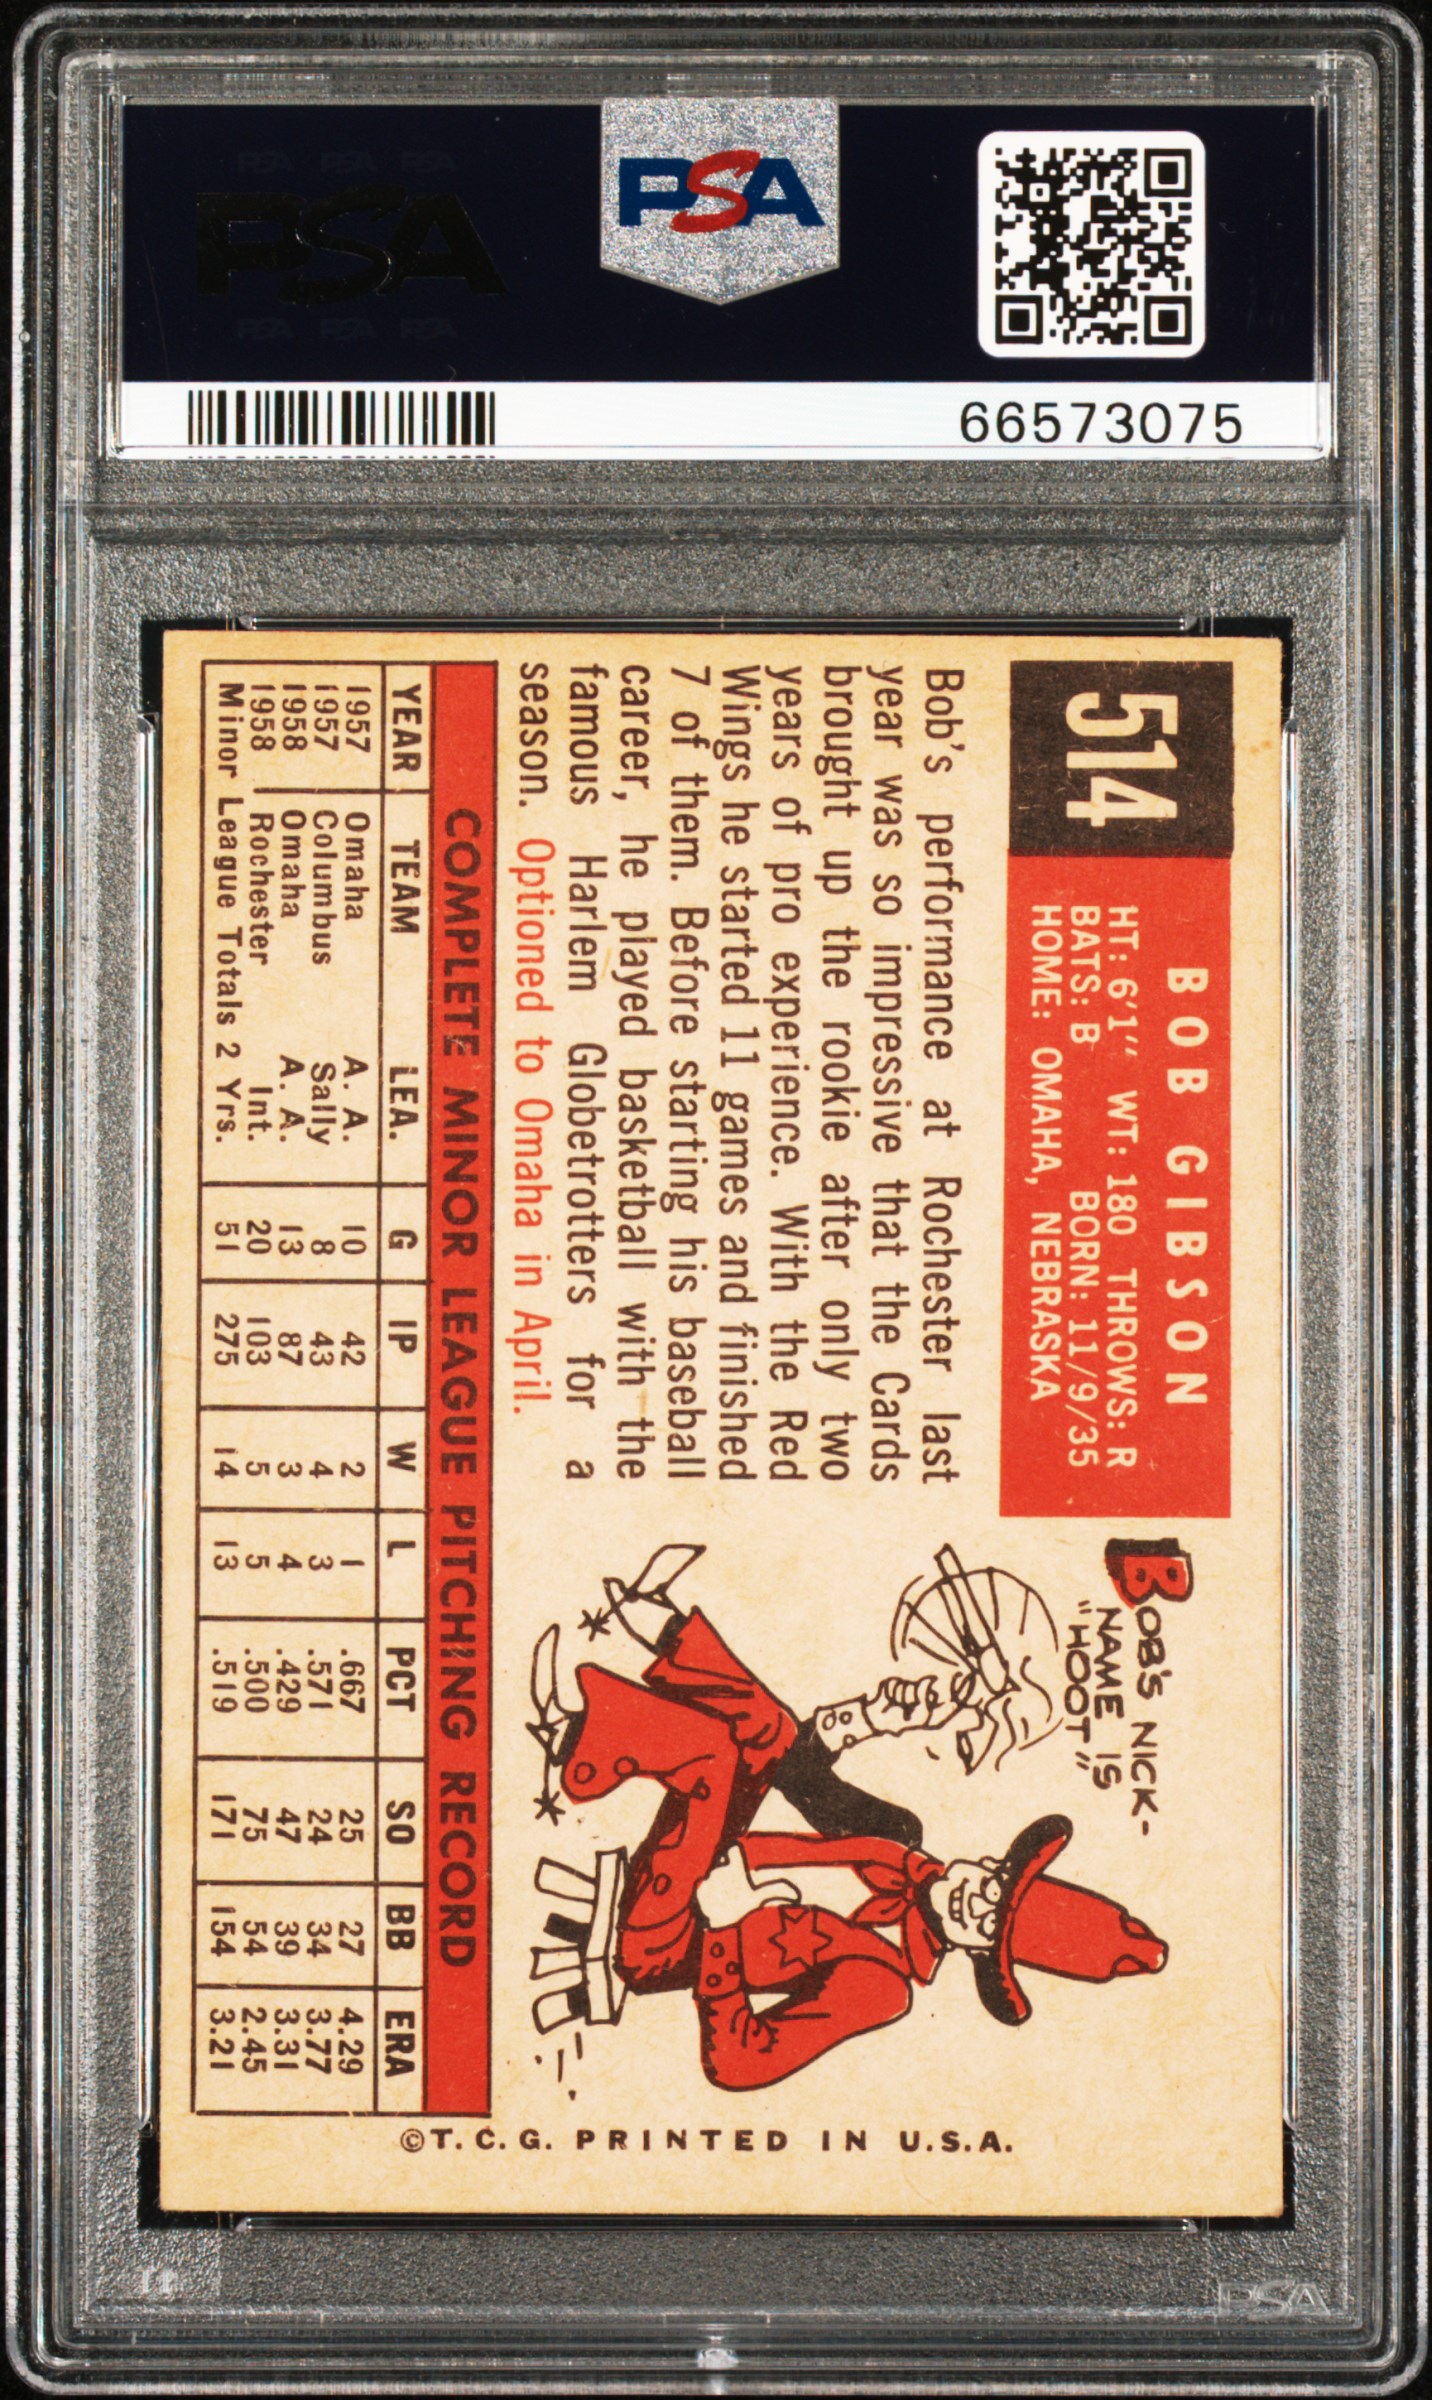 PSA
PSA
66573075
514
BOB GIBSON
HT: 6'1" WT: 180 THROWS: R
BATS: B BORN: 11/9/35
HOME: OMAHA, NEBRASKA
Bob's performance at Rochester last
year was so impressive that the Cards
brought up the rookie after only two
years of pro experience. With the Red
Wings he started 11 games and finished
7 of them. Before starting his baseball
career, he played basketball with the
famous Harlem Globetrotters for a
season. Optioned to Omaha in April.
BOB'S NICK-
NAME IS
"HOOT"
COMPLETE MINOR LEAGUE PITCHING RECORD
YEAR TEAM LEA. G IP W L PCT SO BB ERA
1957 Omaha A. A. 10 42 2 1 .667 25 27 4.29
1957 Columbus Sally 8 43 4 3 .571 24 34 3.77
1958 Omaha A. A. 13 87 3 4 .429 47 39 3.31
1958 Rochester Int. 20 103 5 5 .500 75 54 2.45
Minor League Totals 2 Yrs. 51 275 14 13 .519 171 154 3.21
©T. C. G. PRINTED IN U.S.A.
PSA